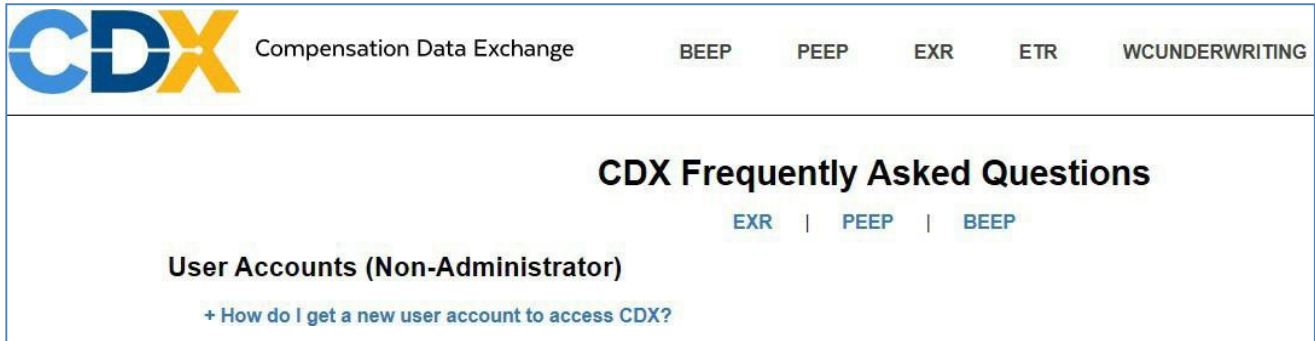 CDX Compensation Data Exchange BEEP PEEP EXR ETR WCUNDERWRITING
CDX Frequently Asked Questions
EXR | PEEP | BEEP
User Accounts (Non-Administrator)
+ How do I get a new user account to access CDX?